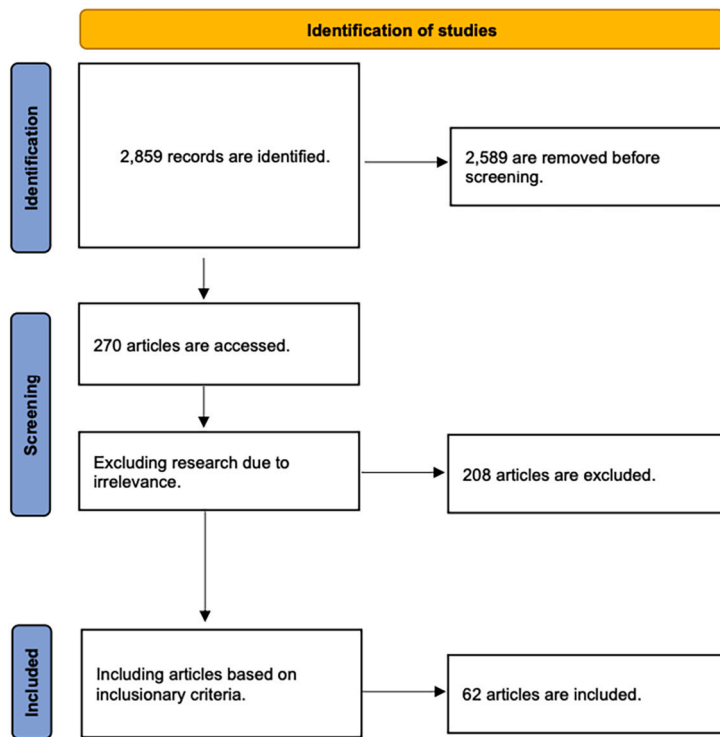 Identification of studies
Identification
2,859 records are identified.
2,589 are removed before
screening.
Screening
270 articles are accessed.
Excluding research due to
irrelevance.
208 articles are excluded.
Included
Including articles based on
inclusionary criteria.
62 articles are included.